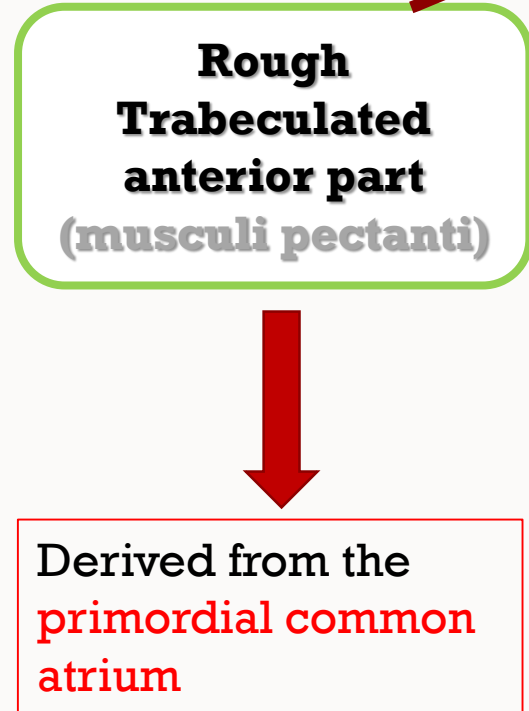 Rough
Trabeculated
anterior part
(musculi pectanti)
Derived from the
primordial common
atrium